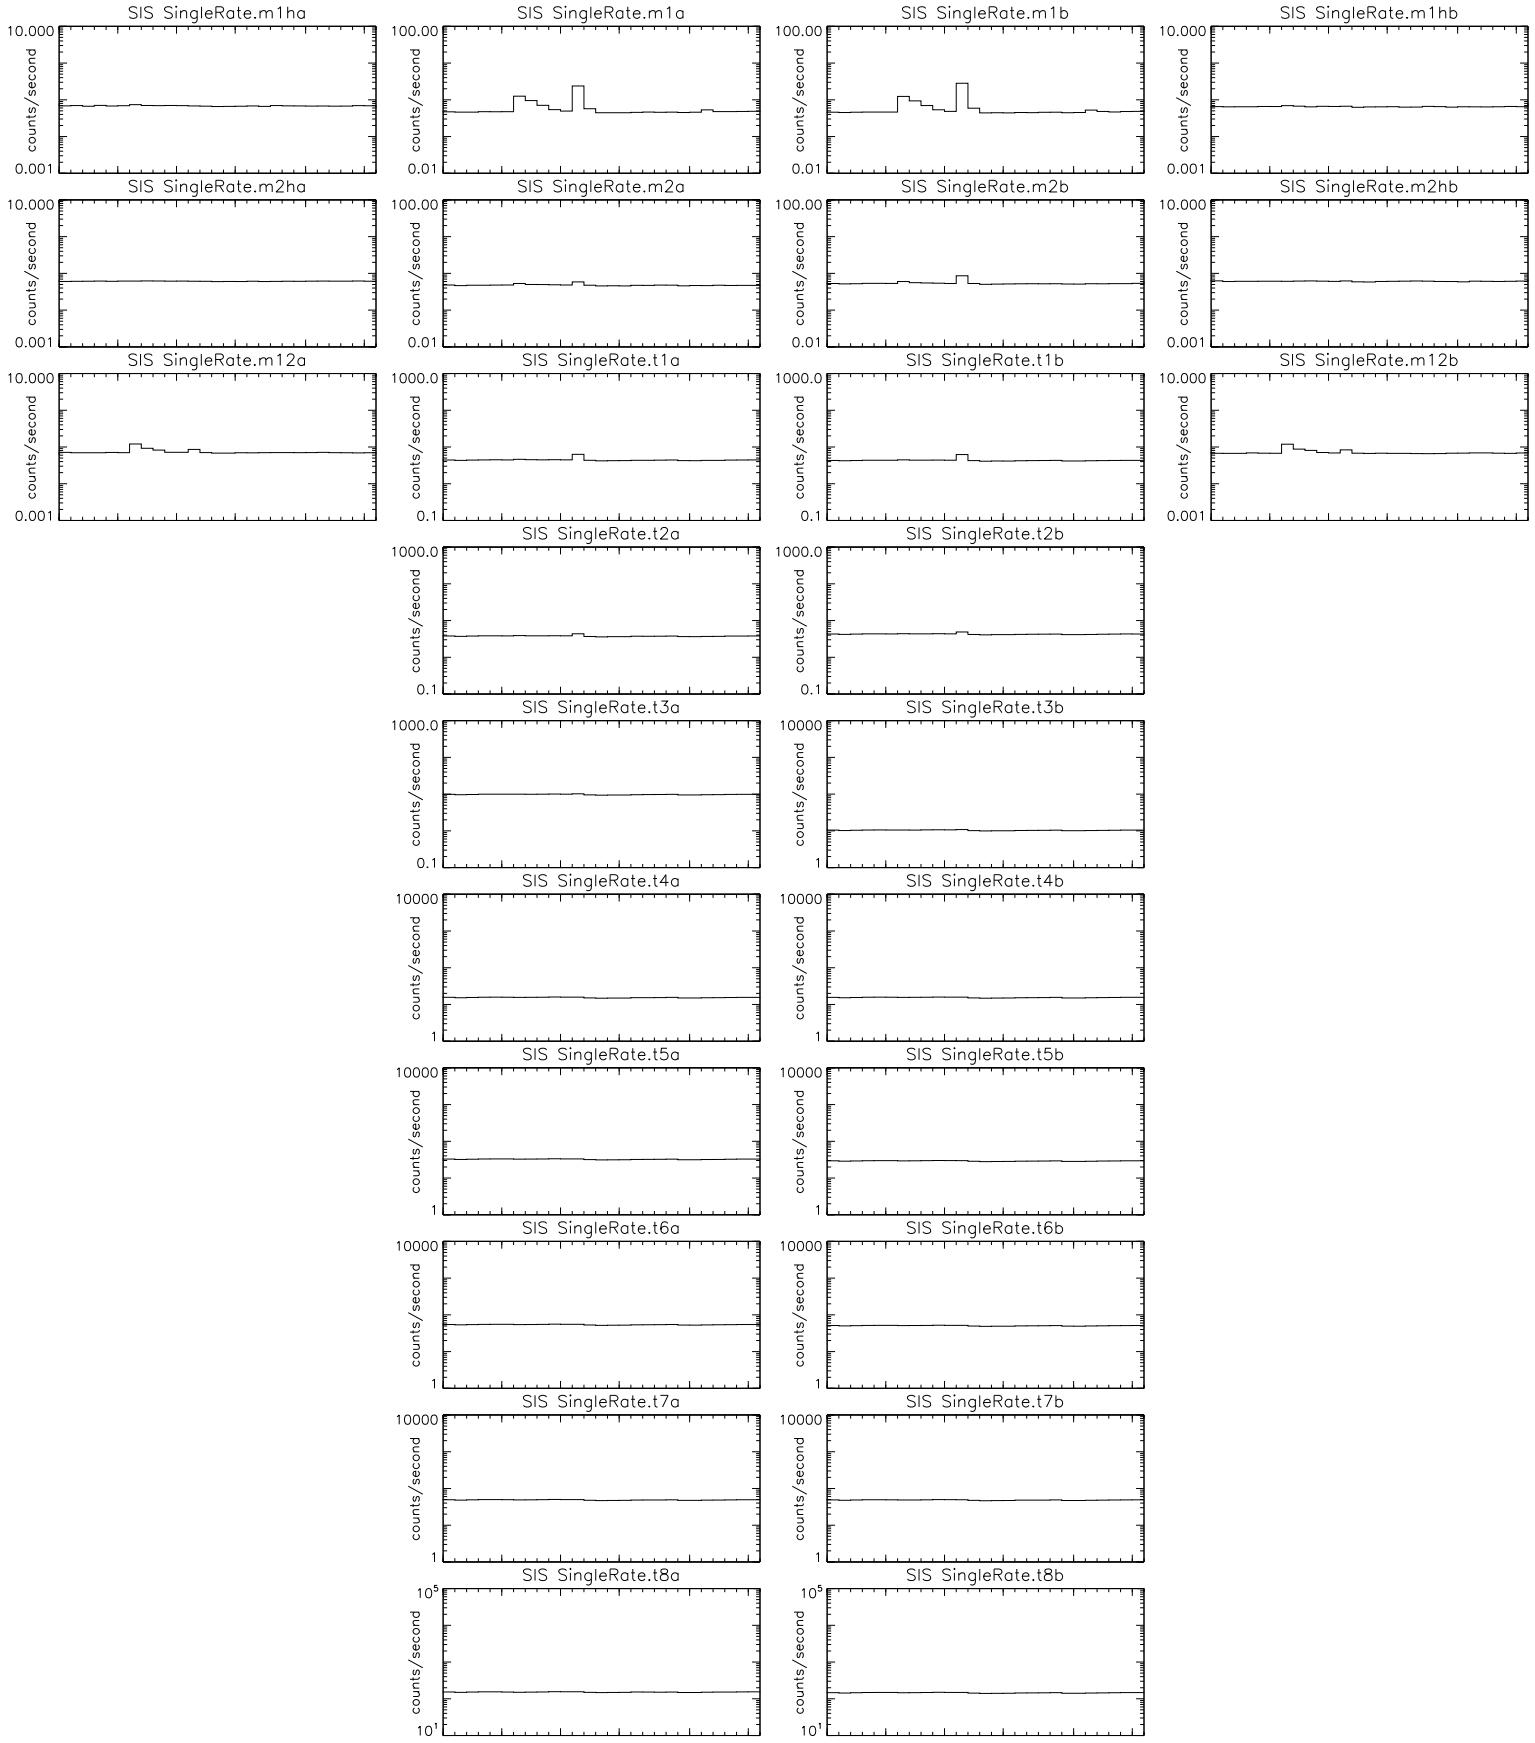 SIS SingleRate.m1ha
10.000
counts/second
0.001
SIS SingleRate.m1a
100.00
counts/second
0.01
SIS SingleRate.m1b
100.00
counts/second
0.01
SIS SingleRate.m1hb
10.000
counts/second
0.001
SIS SingleRate.m2ha
10.000
counts/second
0.001
SIS SingleRate.m2a
100.00
counts/second
0.01
SIS SingleRate.m2b
100.00
counts/second
0.01
SIS SingleRate.m2hb
10.000
counts/second
0.001
SIS SingleRate.m12a
10.000
counts/second
0.001
SIS SingleRate.t1a
1000.0
counts/second
0.1
SIS SingleRate.t1b
1000.0
counts/second
0.1
SIS SingleRate.m12b
10.000
counts/second
0.001
SIS SingleRate.t2a
1000.0
counts/second
0.1
SIS SingleRate.t2b
1000.0
counts/second
0.1
SIS SingleRate.t3a
1000.0
counts/second
0.1
SIS SingleRate.t3b
10000
counts/second
1
SIS SingleRate.t4a
10000
counts/second
1
SIS SingleRate.t4b
10000
counts/second
1
SIS SingleRate.t5a
10000
counts/second
1
SIS SingleRate.t5b
10000
counts/second
1
SIS SingleRate.t6a
10000
counts/second
1
SIS SingleRate.t6b
10000
counts/second
1
SIS SingleRate.t7a
10000
counts/second
1
SIS SingleRate.t7b
10000
counts/second
1
SIS SingleRate.t8a
10⁵
counts/second
10¹
SIS SingleRate.t8b
10⁵
counts/second
10¹